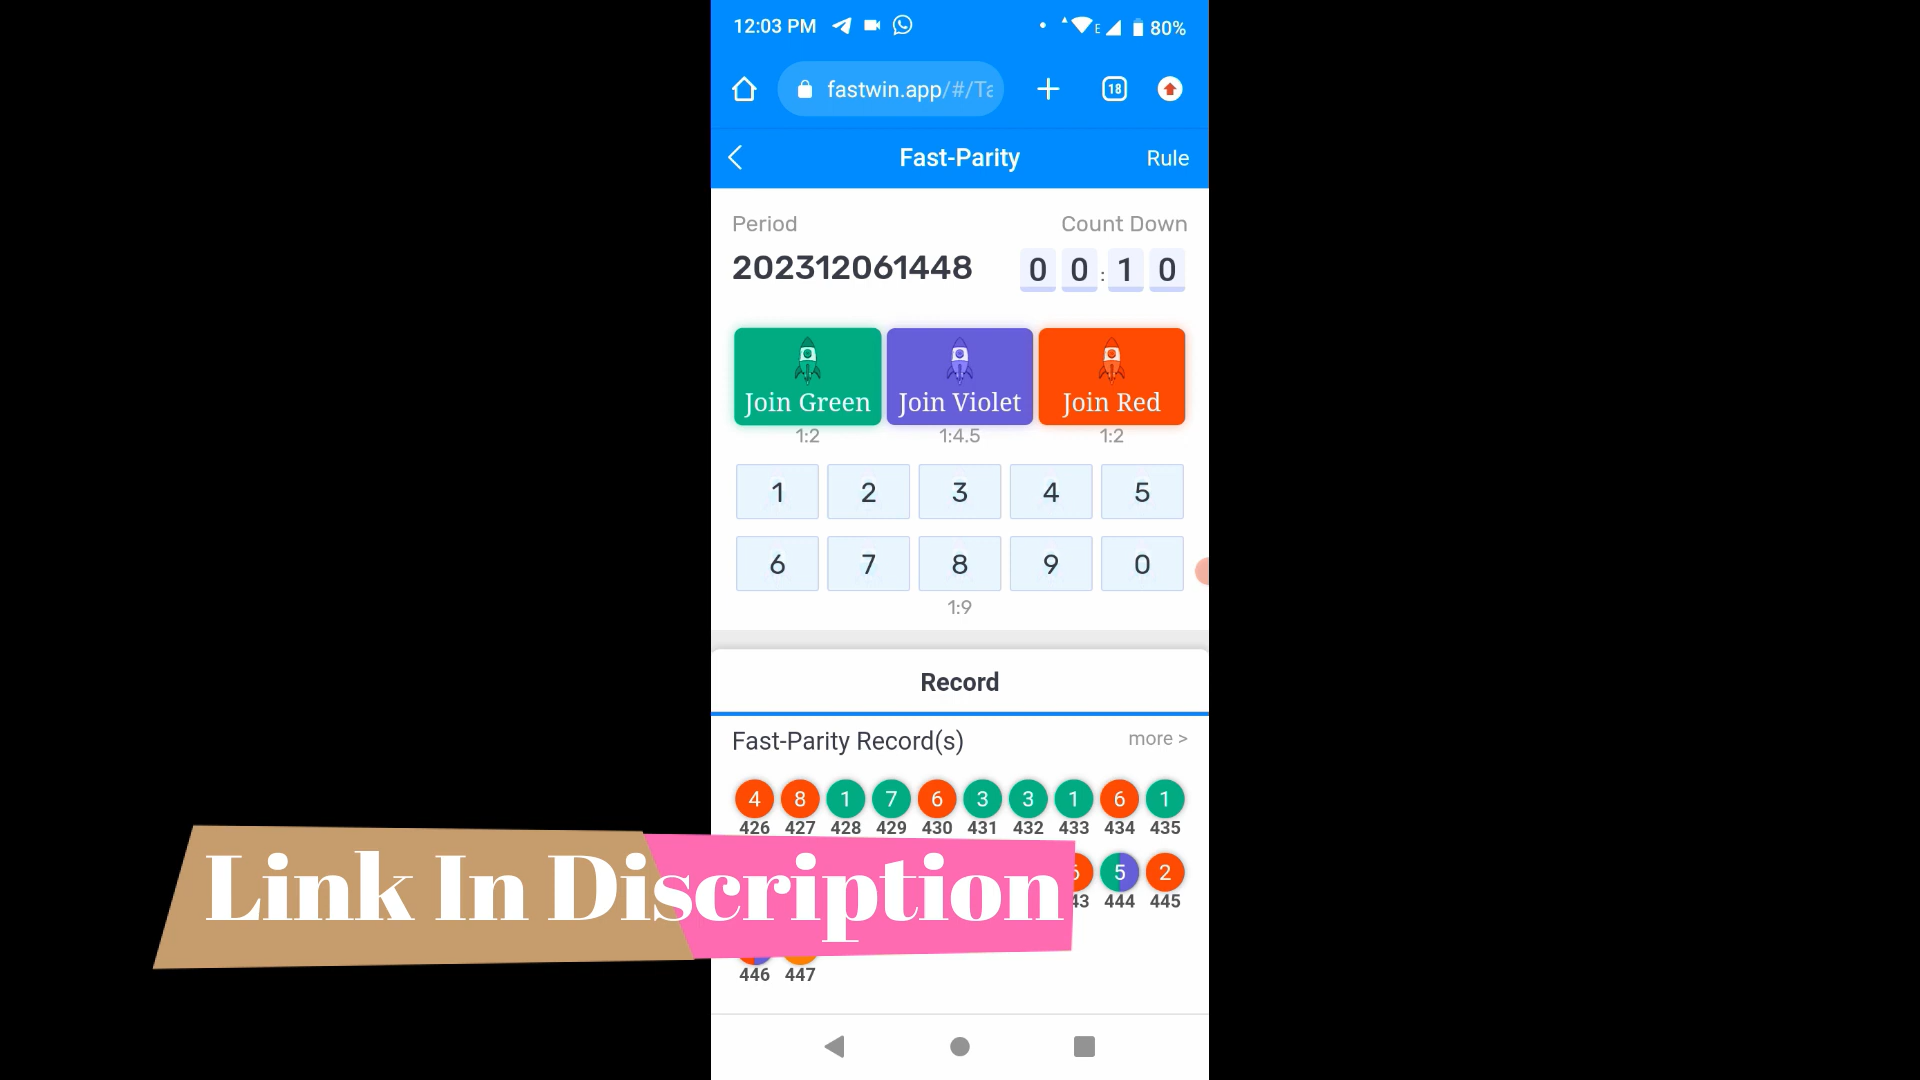 12:03 PM E 80%
fastwin.app/#/Ta 18
Fast-Parity Rule
Period Count Down
202312061448 0 0 : 1 0
Join Green Join Violet Join Red
1:2 1:4.5 1:2
1 2 3 4 5
6 7 8 9 0
1:9
Record
Fast-Parity Record(s) more >
4 8 1 7 6 3 3 1 6 1
426 427 428 429 430 431 432 433 434 435
5 2
43 444 445
Link In Discription
446 447